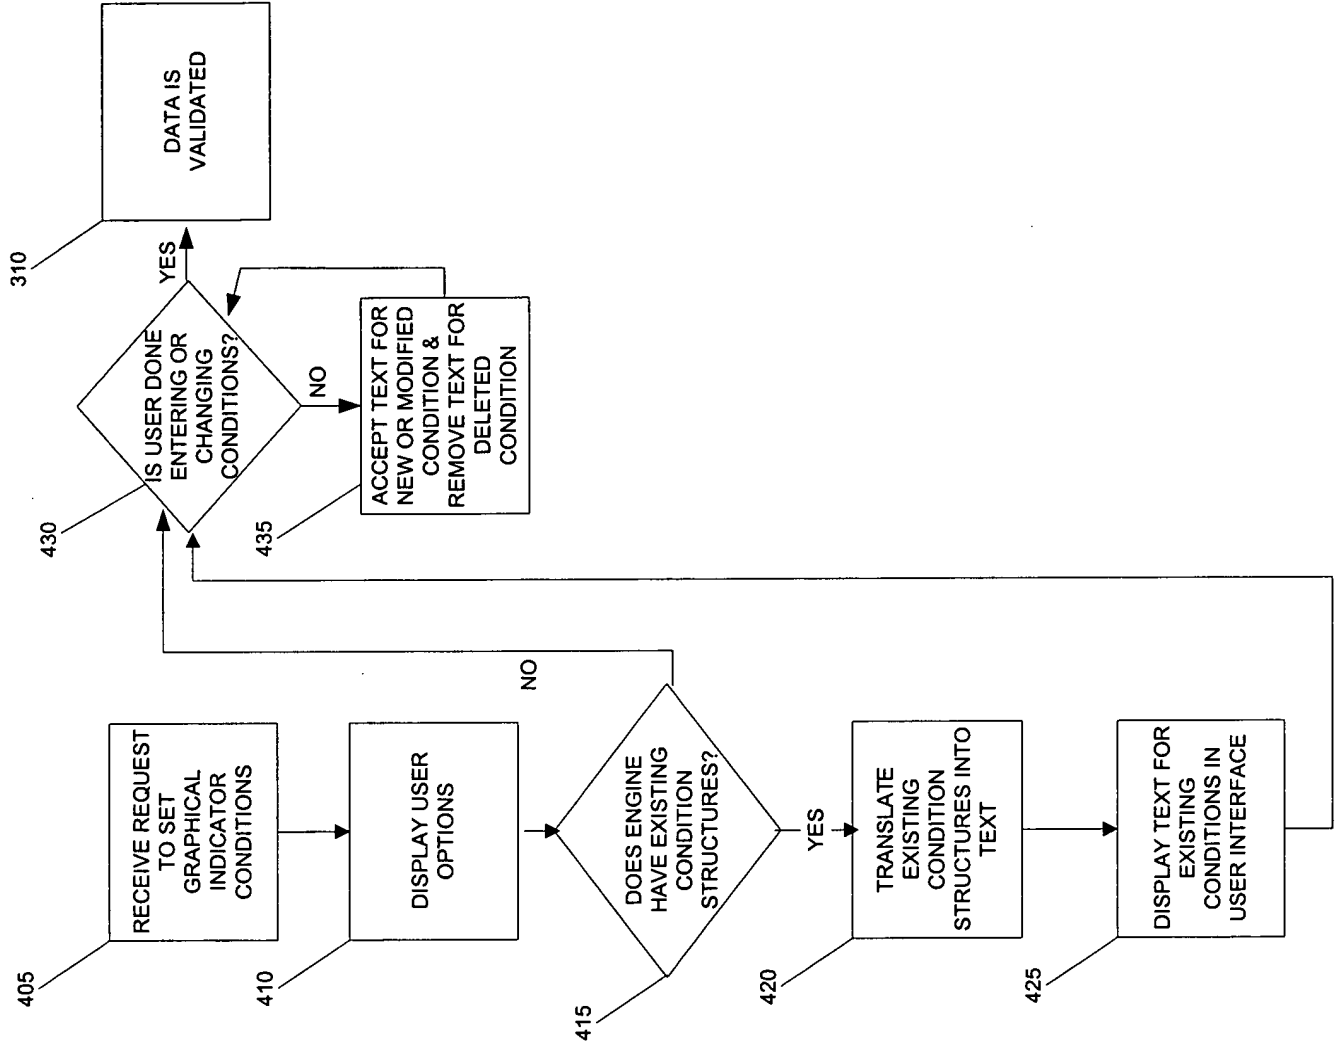 405
RECEIVE REQUEST
TO SET
GRAPHICAL
INDICATOR
CONDITIONS
410
DISPLAY USER
OPTIONS
415
DOES ENGINE
HAVE EXISTING
CONDITION
STRUCTURES?
NO
YES
420
TRANSLATE
EXISTING
CONDITION
STRUCTURES INTO
TEXT
425
DISPLAY TEXT FOR
EXISTING
CONDITIONS IN
USER INTERFACE
430
IS USER DONE
ENTERING OR
CHANGING
CONDITIONS?
YES
NO
435
ACCEPT TEXT FOR
NEW OR MODIFIED
CONDITION &
REMOVE TEXT FOR
DELETED
CONDITION
310
DATA IS
VALIDATED